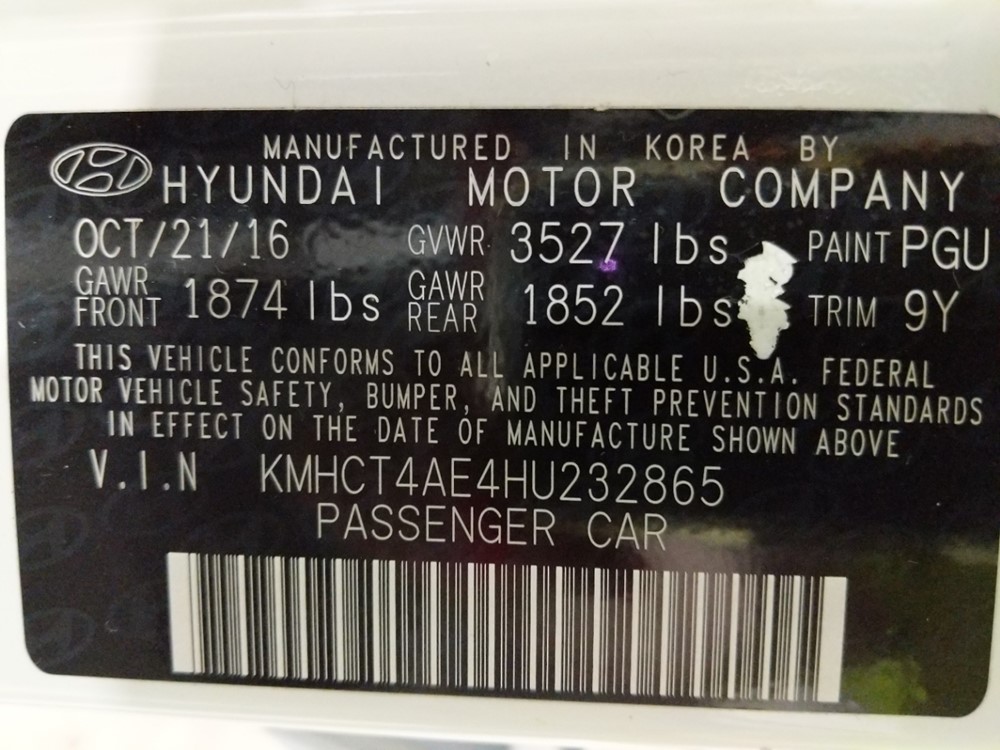 MANUFACTURED IN KOREA BY
HYUNDAI MOTOR COMPANY
OCT/21/16 GVWR 3527 lbs PAINT PGU
GAWR FRONT 1874 lbs GAWR REAR 1852 lbs TRIM 9Y
THIS VEHICLE CONFORMS TO ALL APPLICABLE U.S.A. FEDERAL
MOTOR VEHICLE SAFETY, BUMPER, AND THEFT PREVENTION STANDARDS
IN EFFECT ON THE DATE OF MANUFACTURE SHOWN ABOVE
V.I.N KMHCT4AE4HU232865
PASSENGER CAR